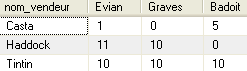 nom_vendeur Evian Graves Badoit
Casta 1 0 5
Haddock 11 10 0
Tintin 10 10 10